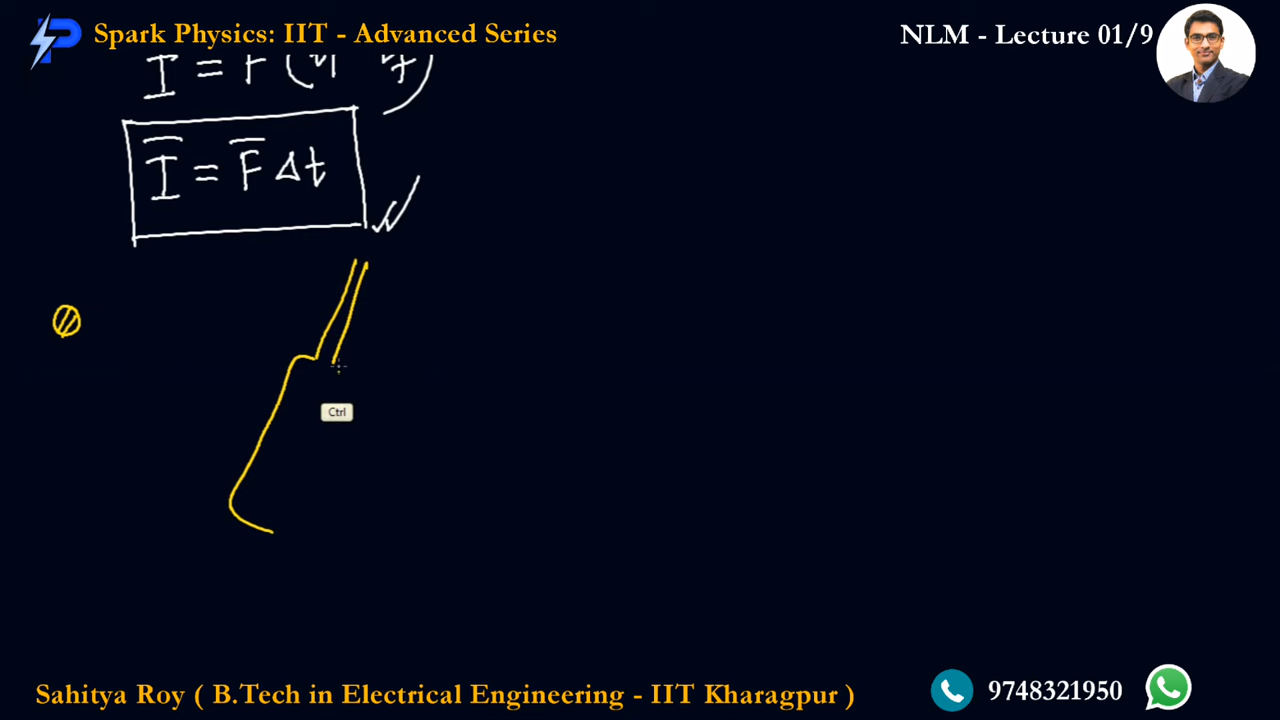 Spark Physics: IIT - Advanced Series
NLM - Lecture 01/9
I̅ = F̅ Δt
Ctrl
Sahitya Roy ( B.Tech in Electrical Engineering - IIT Kharagpur )
9748321950